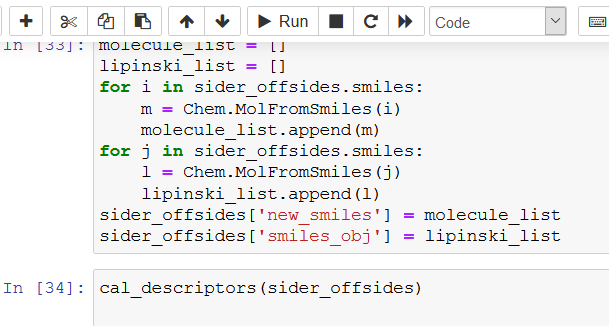 Run
Code
In [33]: molecule_list = []
lipinski_list = []
for i in sider_offsides.smiles:
    m = Chem.MolFromSmiles(i)
    molecule_list.append(m)
for j in sider_offsides.smiles:
    l = Chem.MolFromSmiles(j)
    lipinski_list.append(l)
sider_offsides['new_smiles'] = molecule_list
sider_offsides['smiles_obj'] = lipinski_list
In [34]: cal_descriptors(sider_offsides)